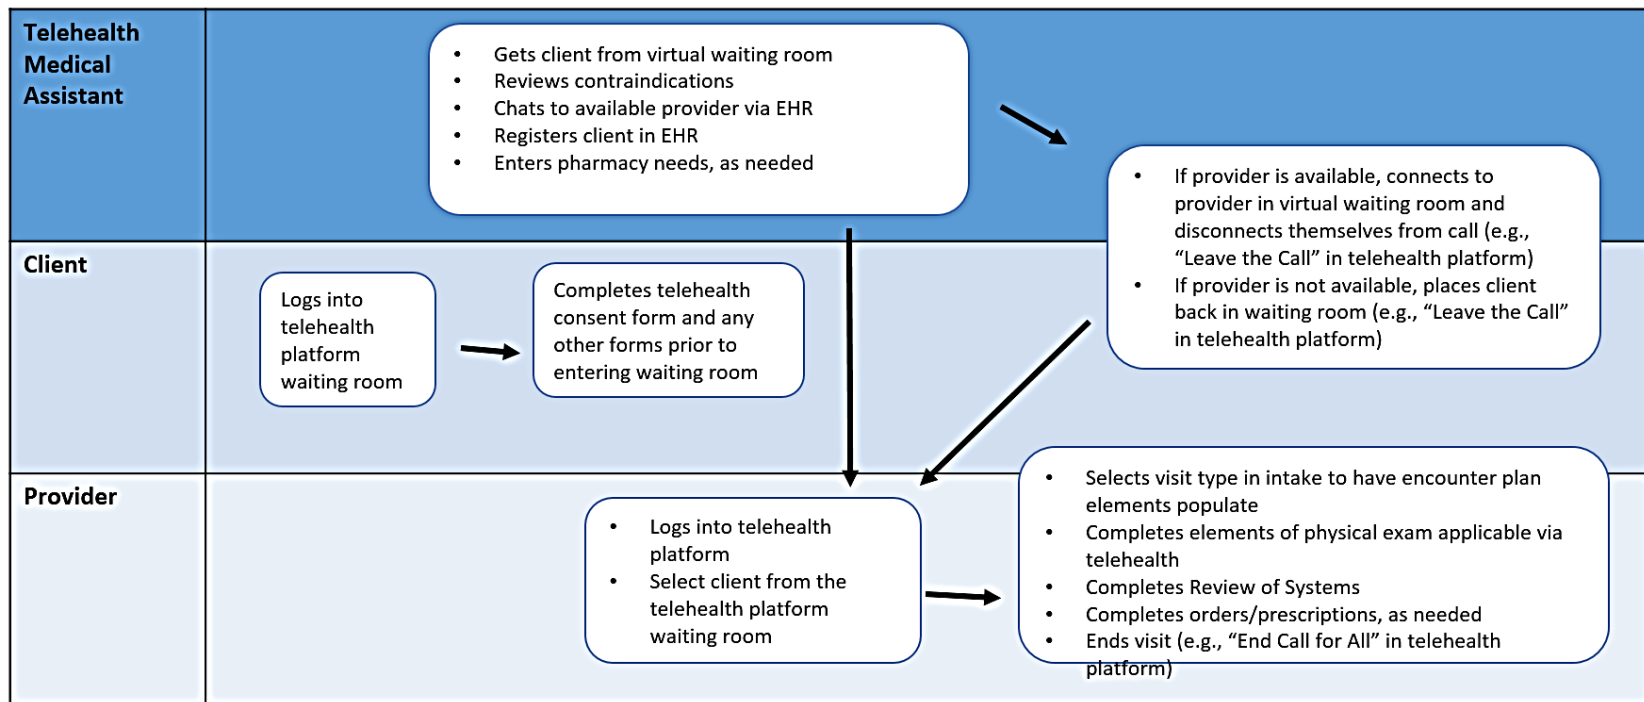 Telehealth
Medical
Assistant
• Gets client from virtual waiting room
• Reviews contraindications
• Chats to available provider via EHR
• Registers client in EHR
• Enters pharmacy needs, as needed
• If provider is available, connects to
provider in virtual waiting room and
disconnects themselves from call (e.g.,
“Leave the Call” in telehealth platform)
• If provider is not available, places client
back in waiting room (e.g., “Leave the Call”
in telehealth platform)
Client
Logs into
telehealth
platform
waiting room
Completes telehealth
consent form and any
other forms prior to
entering waiting room
Provider
• Logs into telehealth
platform
• Select client from the
telehealth platform
waiting room
• Selects visit type in intake to have encounter plan
elements populate
• Completes elements of physical exam applicable via
telehealth
• Completes Review of Systems
• Completes orders/prescriptions, as needed
• Ends visit (e.g., “End Call for All” in telehealth
platform)